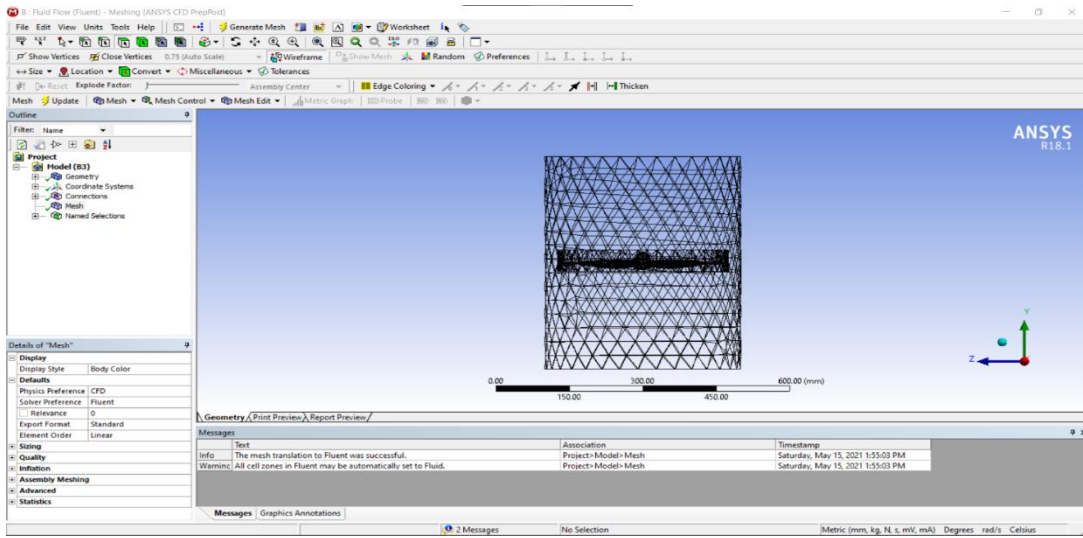 B : Fluid Flow (Fluent) - Meshing [ANSYS CFD PrepPost]
File Edit View Units Tools Help Generate Mesh Worksheet
Show Vertices Close Vertices 0.75 (Auto Scale) Wireframe Show Mesh Random Preferences
Size Location Convert Miscellaneous Tolerances
Reset Explode Factor: Assembly Center Edge Coloring Thicken
Mesh Update Mesh Mesh Control Mesh Edit Metric Graph Probe
Outline
Filter: Name
Project
Model (B3)
Geometry
Coordinate Systems
Connections
Mesh
Named Selections
ANSYS
R18.1
Y
Z
0.00 300.00 600.00 (mm)
150.00 450.00
Details of "Mesh"
Display
Display Style Body Color
Defaults
Physics Preference CFD
Solver Preference Fluent
Relevance 0
Export Format Standard
Element Order Linear
Sizing
Quality
Inflation
Assembly Meshing
Advanced
Statistics
Geometry Print Preview Report Preview
Messages
Text Association Timestamp
Info The mesh translation to Fluent was successful. Project>Model>Mesh Saturday, May 15, 2021 1:55:03 PM
Warning All cell zones in Fluent may be automatically set to Fluid. Project>Model>Mesh Saturday, May 15, 2021 1:55:03 PM
Messages Graphics Annotations
2 Messages No Selection Metric (mm, kg, N, s, mV, mA) Degrees rad/s Celsius